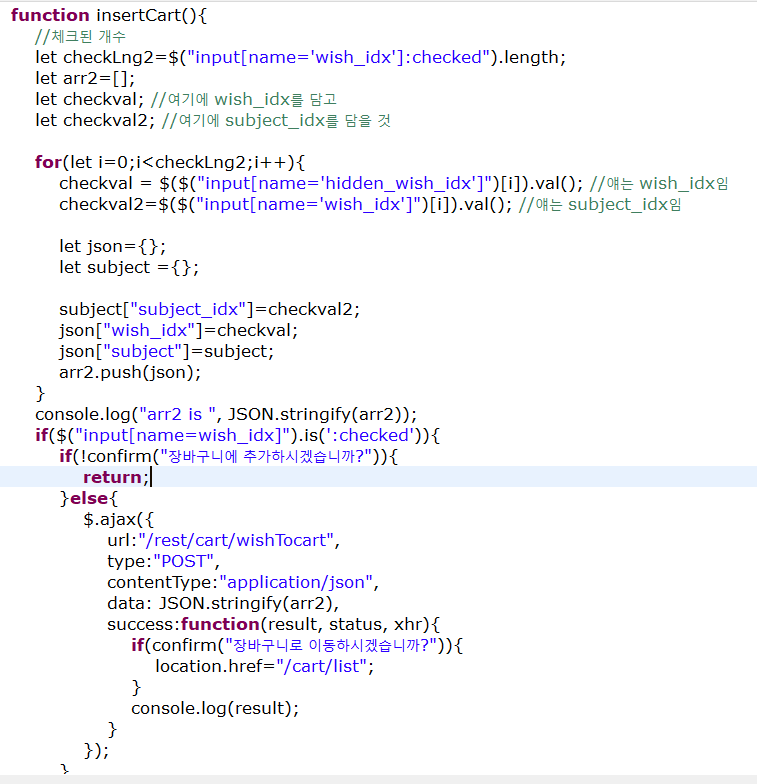 function insertCart(){
//체크된 개수
let checkLng2=$("input[name='wish_idx']:checked").length;
let arr2=[];
let checkval; //여기에 wish_idx를 담고
let checkval2; //여기에 subject_idx를 담을 것
for(let i=0;i<checkLng2;i++){
checkval = $($("input[name='hidden_wish_idx']")[i]).val(); //얘는 wish_idx임
checkval2=$($("input[name='wish_idx']")[i]).val(); //얘는 subject_idx임
let json={};
let subject ={};
subject["subject_idx"]=checkval2;
json["wish_idx"]=checkval;
json["subject"]=subject;
arr2.push(json);
}
console.log("arr2 is ", JSON.stringify(arr2));
if($("input[name=wish_idx]").is(':checked')){
if(!confirm("장바구니에 추가하시겠습니까?")){
return;
}else{
$.ajax({
url:"/rest/cart/wishTocart",
type:"POST",
contentType:"application/json",
data: JSON.stringify(arr2),
success:function(result, status, xhr){
if(confirm("장바구니로 이동하시겠습니까?")){
location.href="/cart/list";
}
console.log(result);
}
});
}